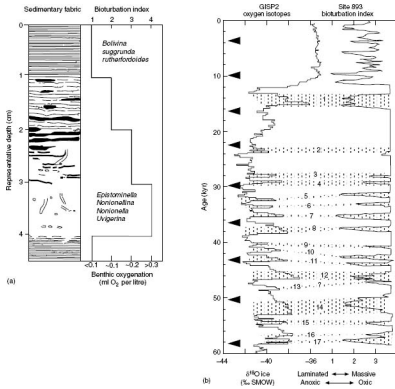 Sedimentary fabric
Bioturbation index
1 2 3 4
0
1
2
3
4
Representative depth (cm)
Bolivina
suggrunda
rutherfordoides
Epistaminella
Nonionellina
Nonionella
Uvigerina
<0.1 ~0.1 ~0.2 >0.3
Benthic oxygenation
(ml O2 per litre)
(a)
GISP2
oxygen isotopes
Site 893
bioturbation index
0
10
20
30
40
50
60
Age (kyr)
1
2
3
4
5
6
7
8
9
10
11
12
13 ?
14
15
16
17
−44 −40 −36 1 2 3
δ18O ice
(‰ SMOW)
Laminated Massive
Anoxic Oxic
(b)